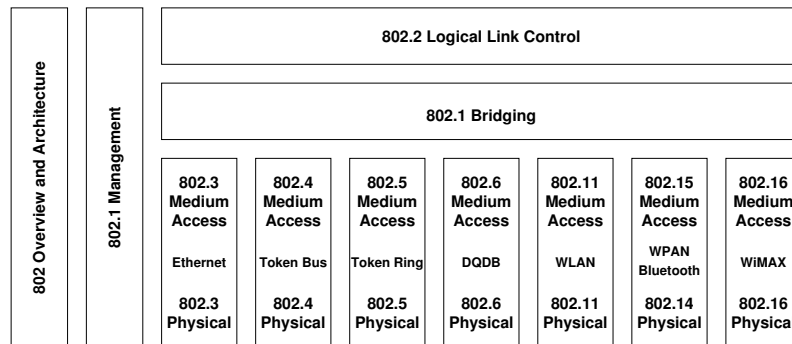 802 Overview and Architecture
802.1 Management
802.2 Logical Link Control
802.1 Bridging
802.3
Medium
Access
Ethernet
802.3
Physical
802.4
Medium
Access
Token Bus
802.4
Physical
802.5
Medium
Access
Token Ring
802.5
Physical
802.6
Medium
Access
DQDB
802.6
Physical
802.11
Medium
Access
WLAN
802.11
Physical
802.15
Medium
Access
WPAN
Bluetooth
802.14
Physical
802.16
Medium
Access
WiMAX
802.16
Physical